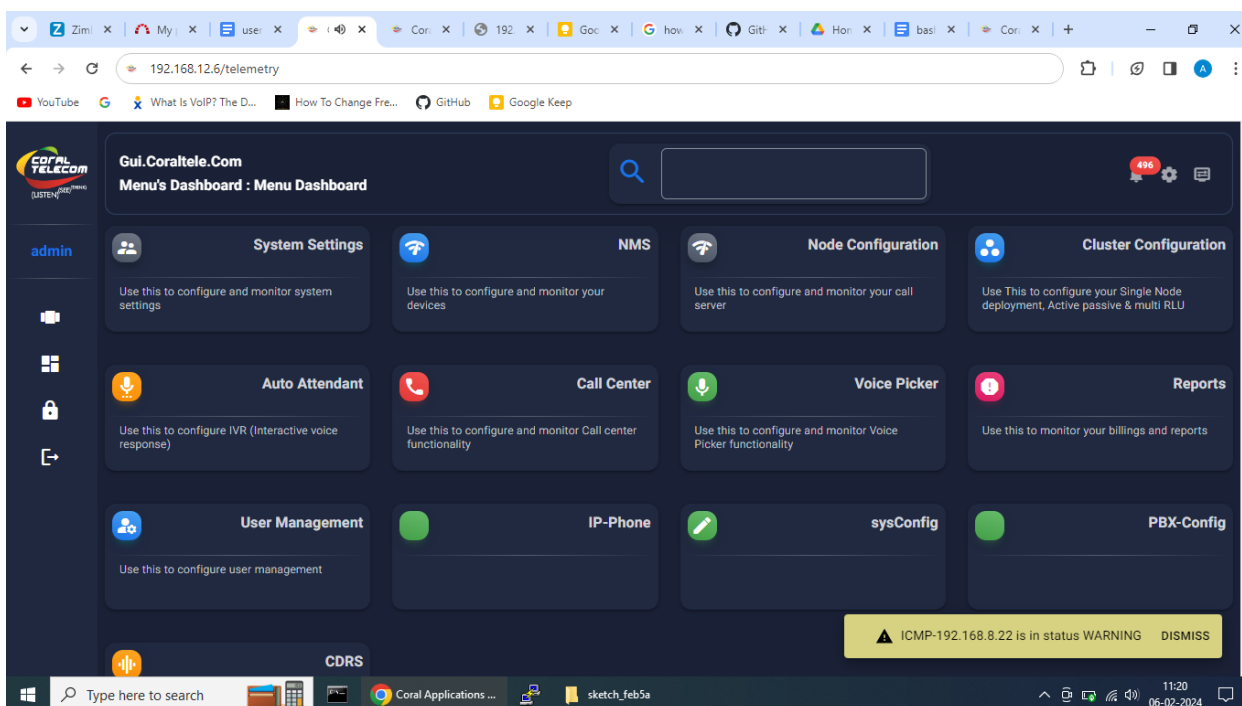 Zim
My
use
Cor
192.
Goo
how
Git
Hon
bas
Cor
192.168.12.6/telemetry
A
YouTube
What Is VoIP? The D...
How To Change Fre...
GitHub
Google Keep
CORAL
TELECOM
Gui.Coraltele.Com
Menu's Dashboard : Menu Dashboard
496
admin
System Settings
Use this to configure and monitor system
settings
NMS
Use this to configure and monitor your
devices
Node Configuration
Use this to configure and monitor your call
server
Cluster Configuration
Use This to configure your Single Node
deployment, Active passive & multi RLU
Auto Attendant
Use this to configure IVR (Interactive voice
response)
Call Center
Use this to configure and monitor Call center
functionality
Voice Picker
Use this to configure and monitor Voice
Picker functionality
Reports
Use this to monitor your billings and reports
User Management
Use this to configure user management
IP-Phone
sysConfig
PBX-Config
CDRS
ICMP-192.168.8.22 is in status WARNING DISMISS
Type here to search
Coral Applications ...
sketch_feb5a
11:20
06-02-2024